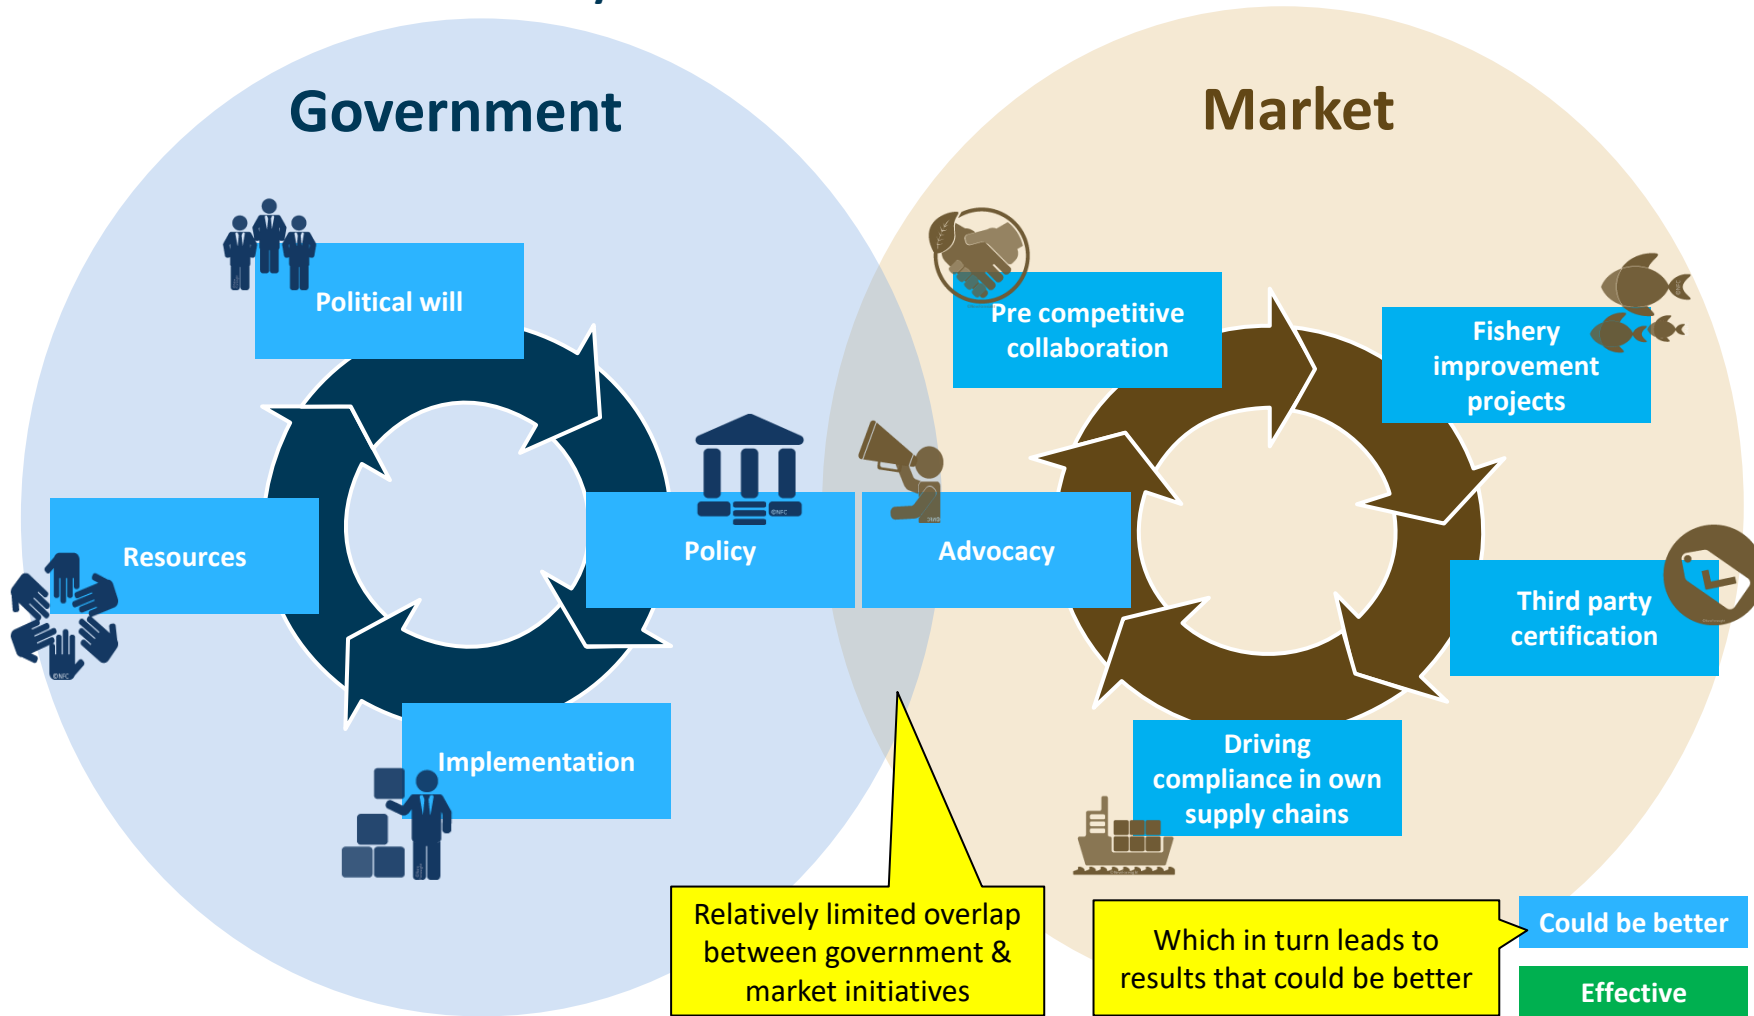 Government
Market
Political will
Pre competitive
collaboration
Fishery
improvement
projects
Resources
Policy
Advocacy
Third party
certification
Implementation
Driving
compliance in own
supply chains
©NFC
©NFC
Relatively limited overlap
between government &
market initiatives
Which in turn leads to
results that could be better
Could be better
Effective